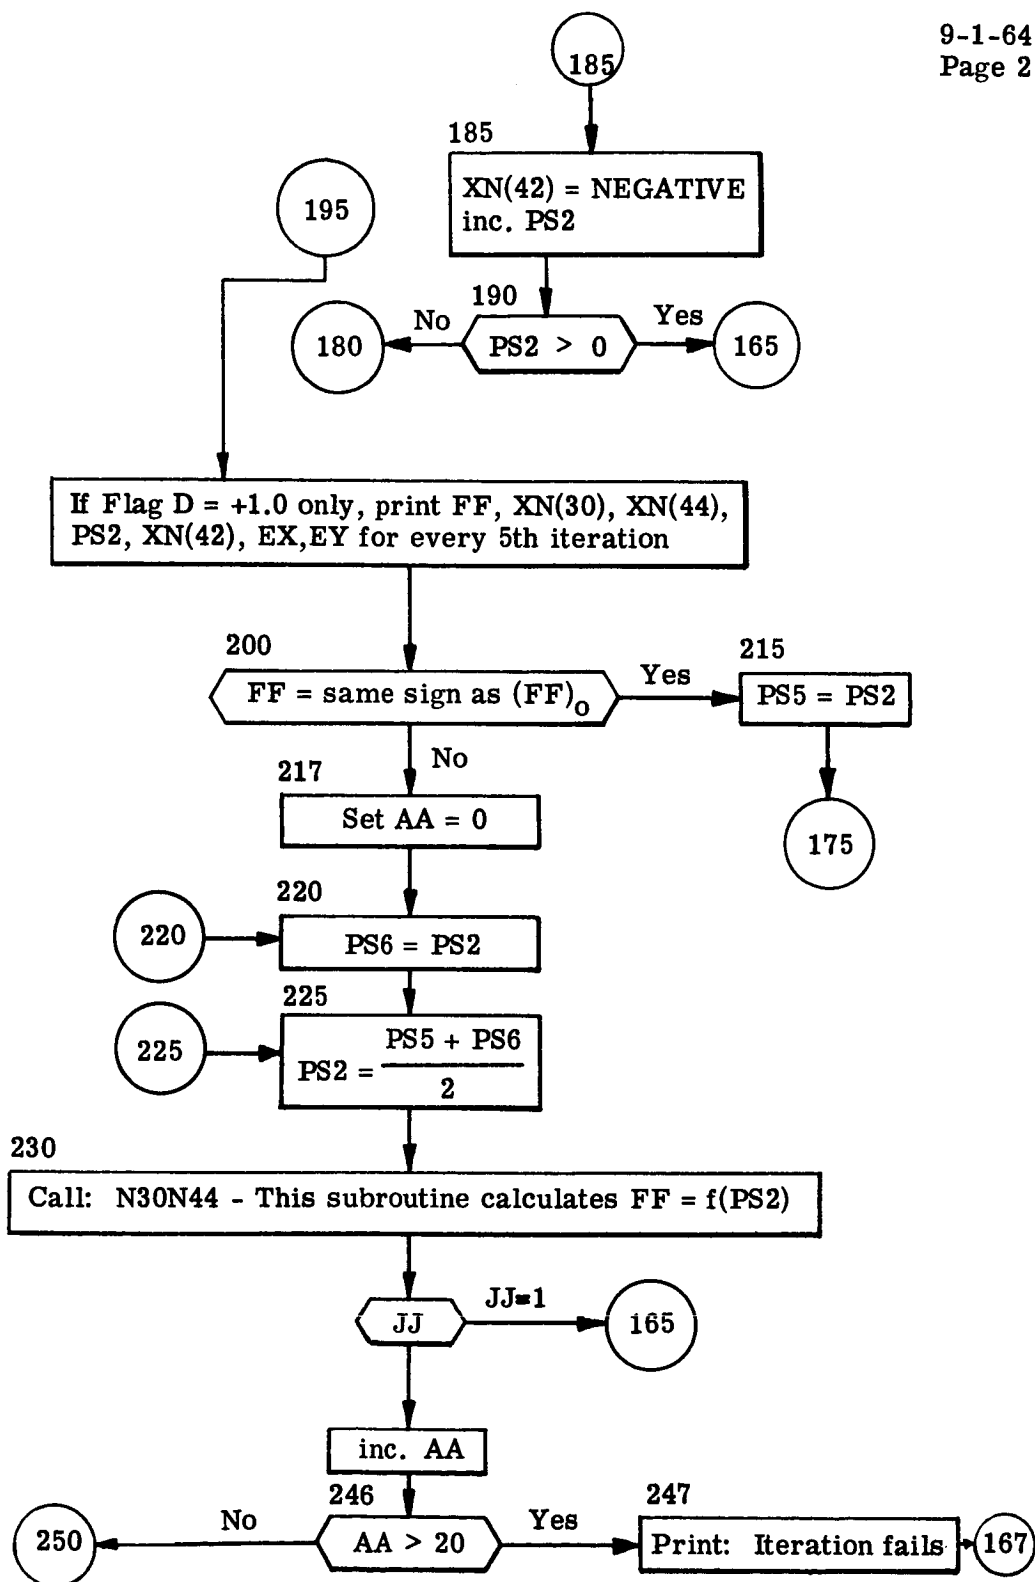 9-1-64
Page 2
185
185
XN(42) = NEGATIVE
inc. PS2
195
190
No
Yes
180
PS2 > 0
165
If Flag D = +1.0 only, print FF, XN(30), XN(44),
PS2, XN(42), EX,EY for every 5th iteration
200
FF = same sign as (FF)o
Yes
215
PS5 = PS2
No
217
Set AA = 0
175
220
220
PS6 = PS2
225
225
PS2 = PS5 + PS6
2
230
Call: N30N44 - This subroutine calculates FF = f(PS2)
JJ
JJ=1
165
inc. AA
246
247
No
Yes
250
AA > 20
Print: Iteration fails
167